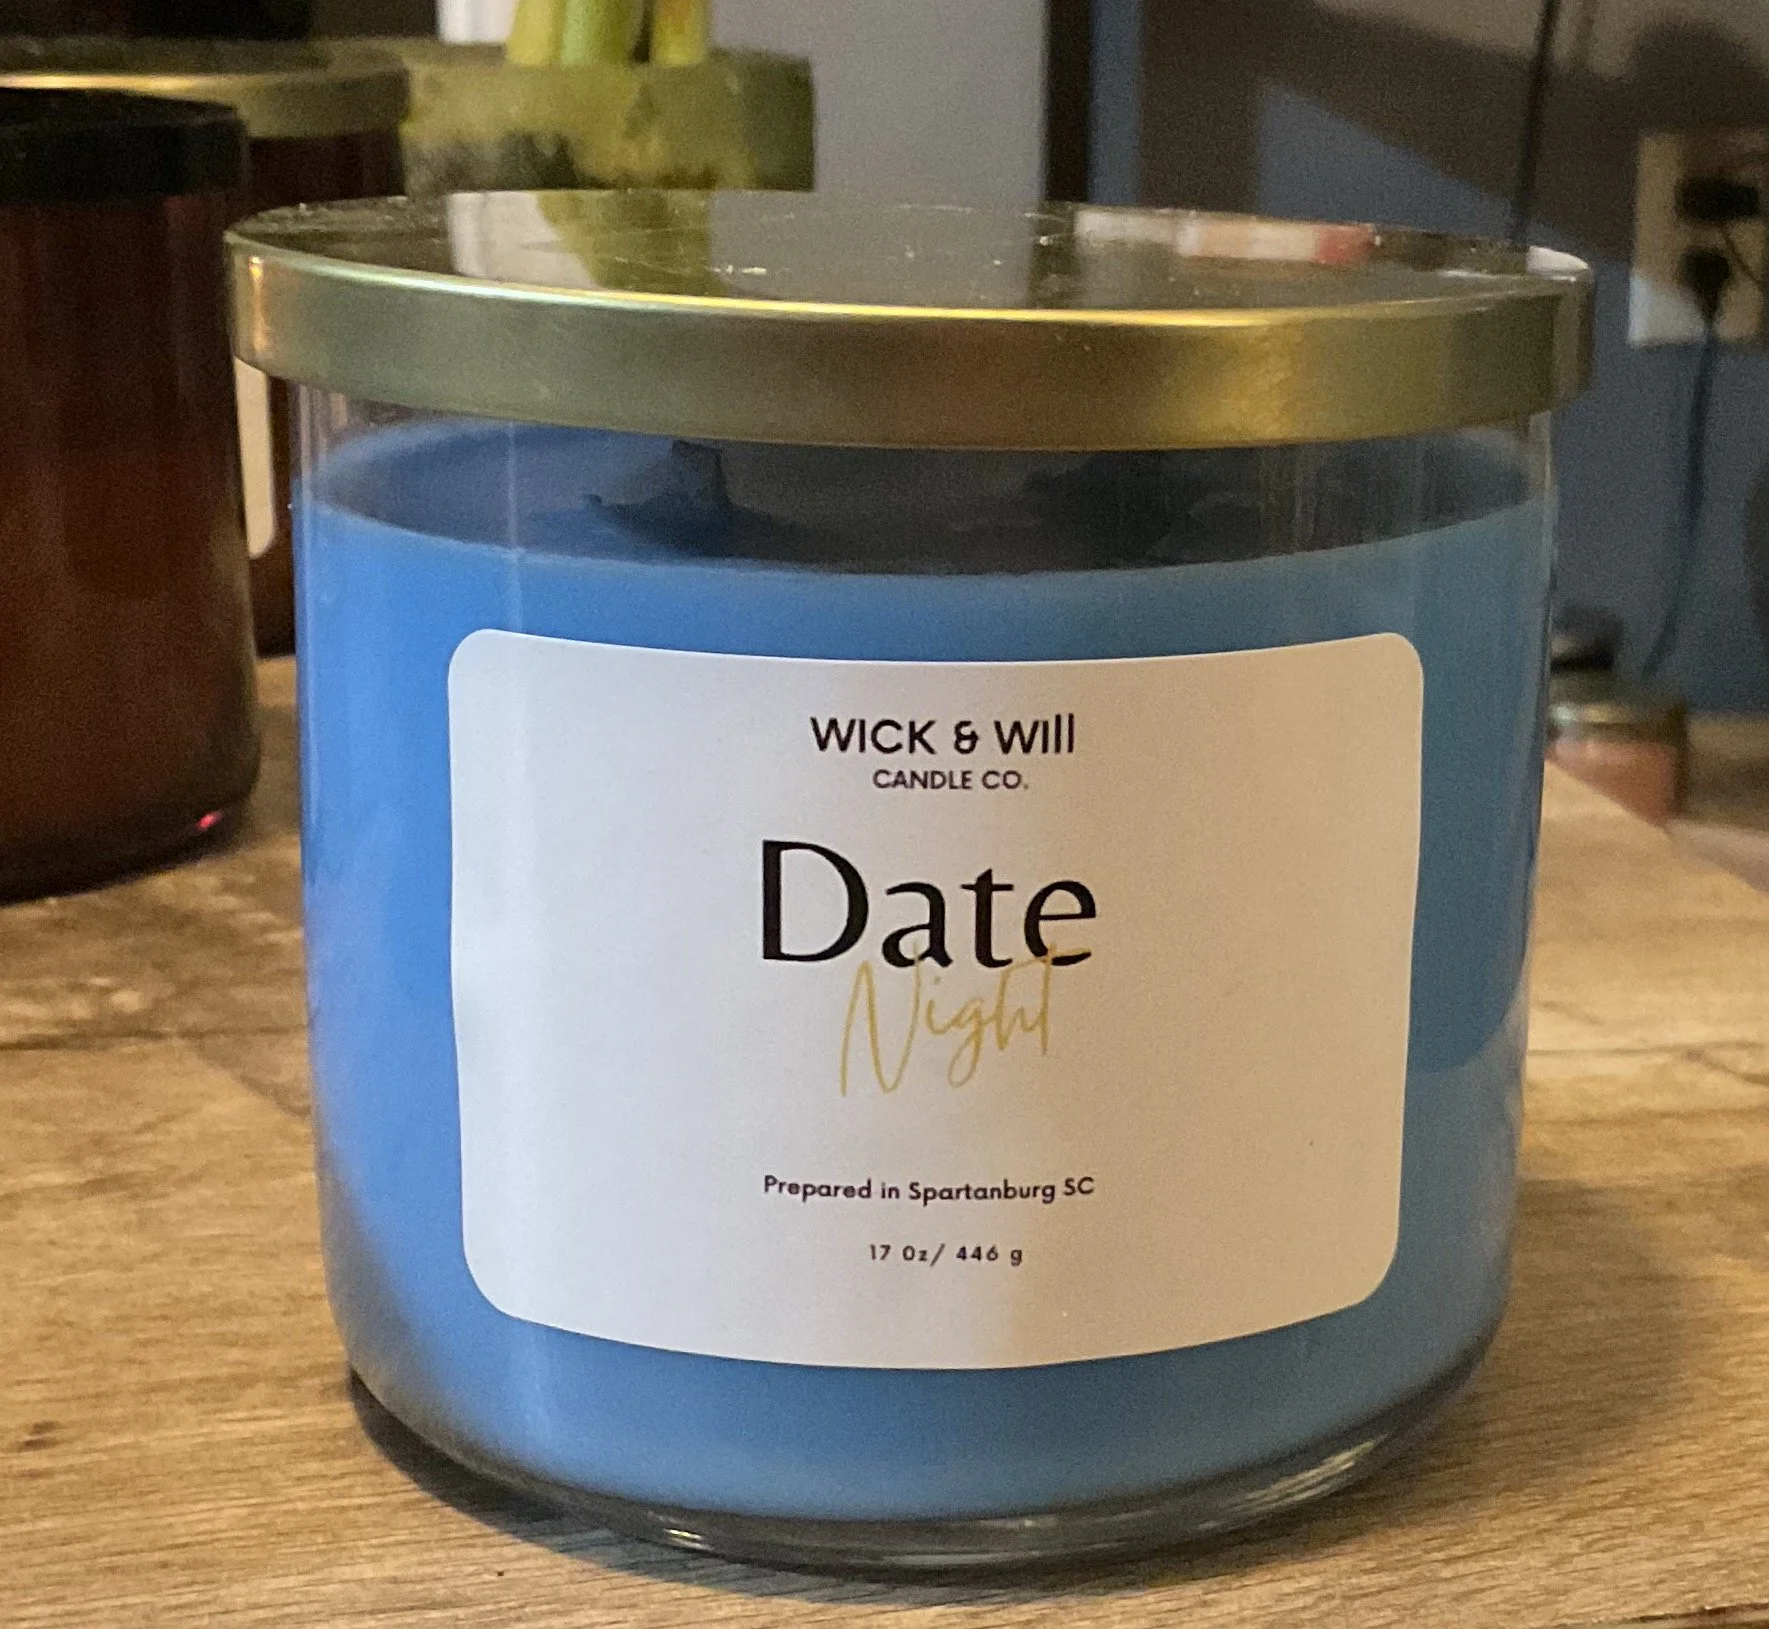 WICK & Will
CANDLE CO.
Date
Night
Prepared in Spartanburg SC
17 Oz/ 446 g